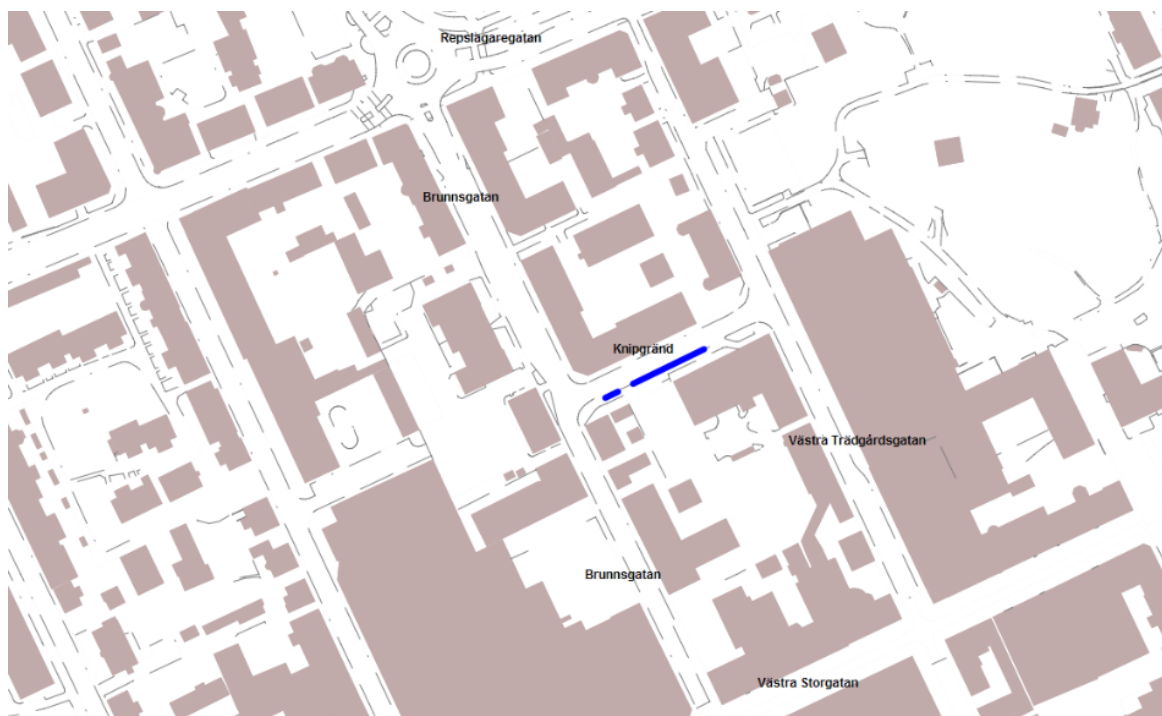 Repslagaregatan
Brunnsgatan
Knipgränd
Västra Trädgårdsgatan
Brunnsgatan
Västra Storgatan